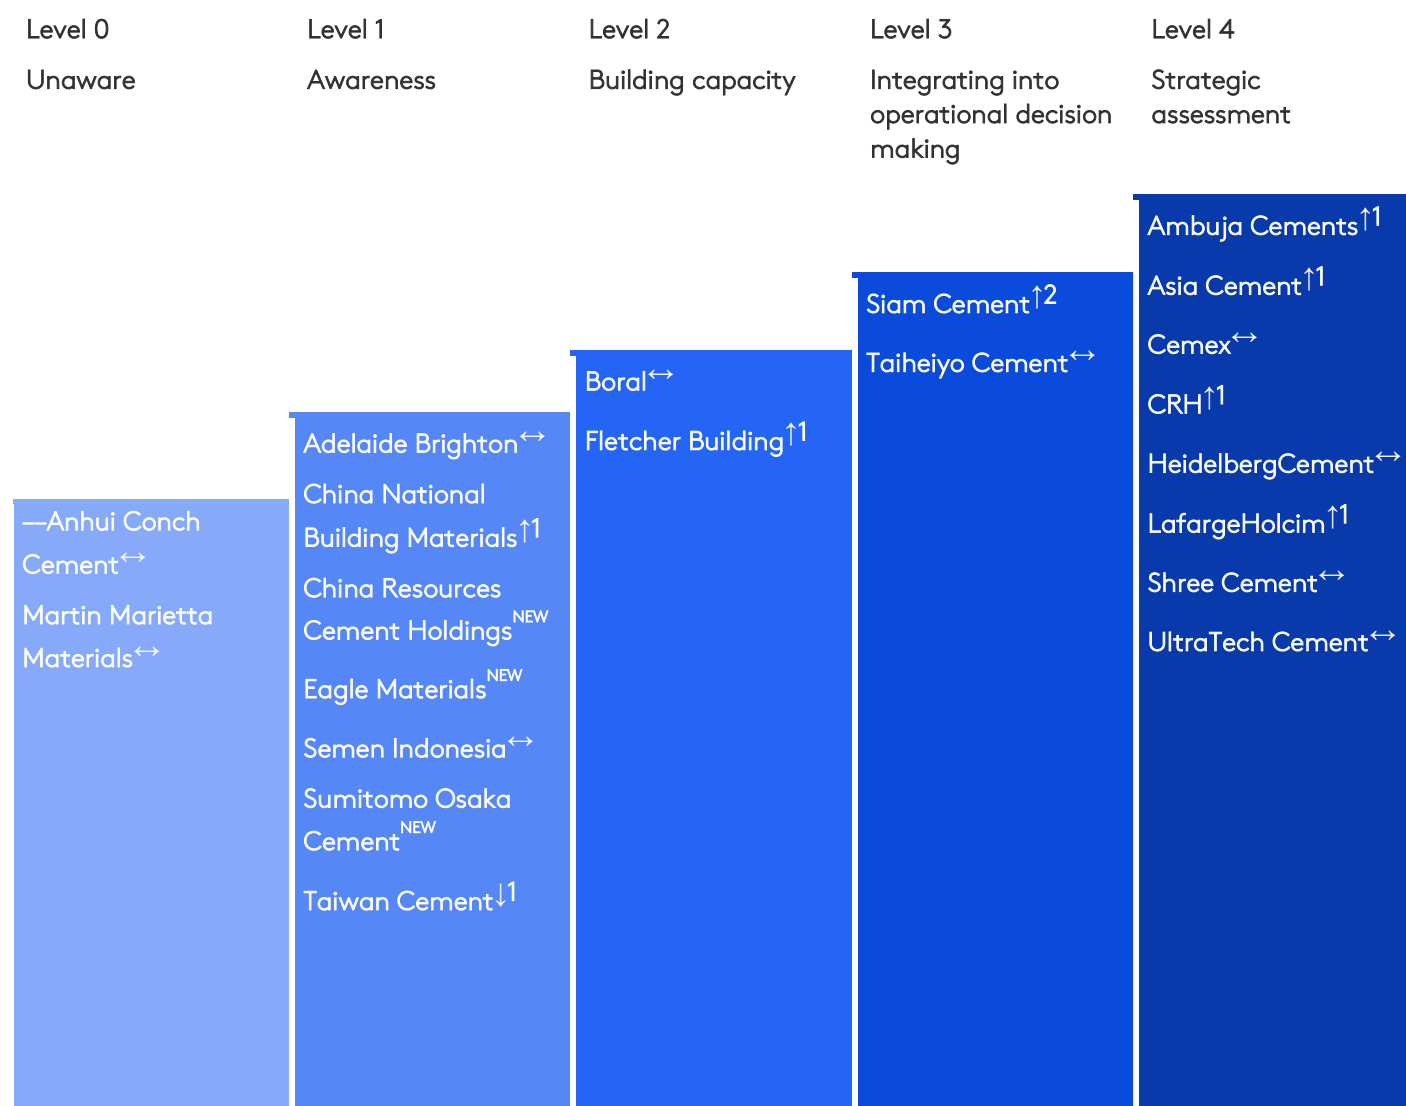 Level 0
Unaware
Level 1
Awareness
Level 2
Building capacity
Level 3
Integrating into
operational decision
making
Level 4
Strategic
assessment
—Anhui Conch
Cement↔
Martin Marietta
Materials↔
Adelaide Brighton↔
China National
Building Materials↑1
China Resources
Cement Holdings NEW
Eagle Materials NEW
Semen Indonesia↔
Sumitomo Osaka
Cement NEW
Taiwan Cement↓1
Boral↔
Fletcher Building↑1
Siam Cement↑2
Taiheiyo Cement↔
Ambuja Cements↑1
Asia Cement↑1
Cemex↔
CRH↑1
HeidelbergCement↔
LafargeHolcim↑1
Shree Cement↔
UltraTech Cement↔